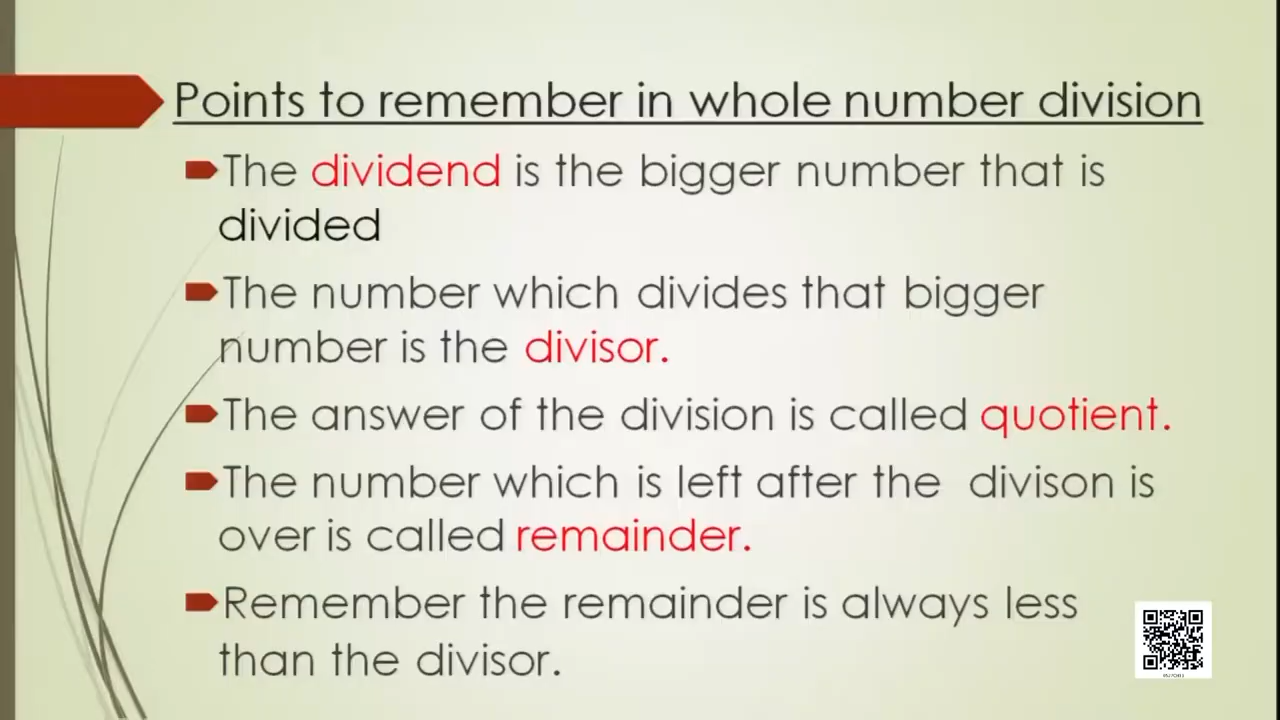 Points to remember in whole number division
The dividend is the bigger number that is
divided
The number which divides that bigger
number is the divisor.
The answer of the division is called quotient.
The number which is left after the divison is
over is called remainder.
Remember the remainder is always less
than the divisor.